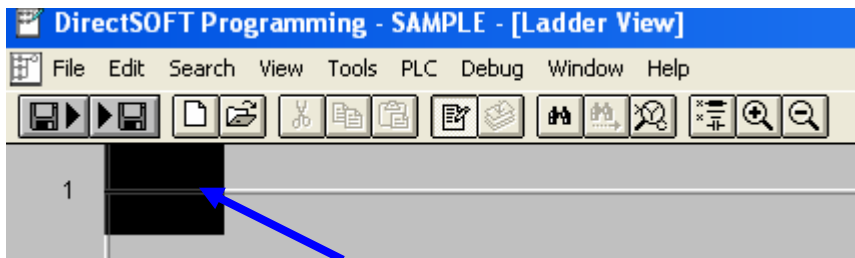 DirectSOFT Programming - SAMPLE - [Ladder View]
File Edit Search View Tools PLC Debug Window Help
1